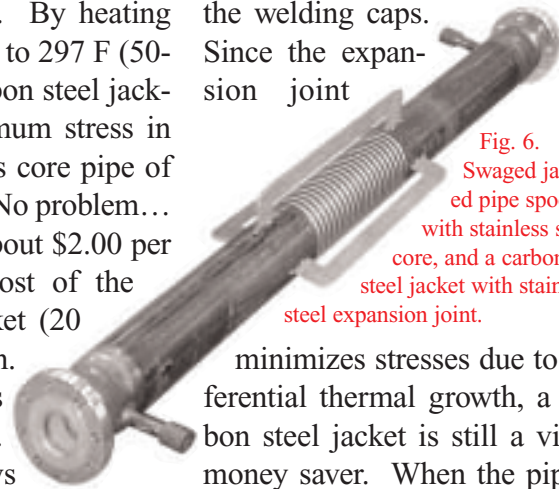 . By heating
to 297 F (50-
bon steel jack-
mum stress in
s core pipe of
No problem…
bout $2.00 per
ost of the
ket (20
n.
s
ws
the welding caps.
Since the expan-
sion joint
Fig. 6.
Swaged ja
ed pipe spoo
with stainless s
core, and a carbon
steel jacket with stain
steel expansion joint.
minimizes stresses due to
ferential thermal growth, a
bon steel jacket is still a vi
money saver. When the pip